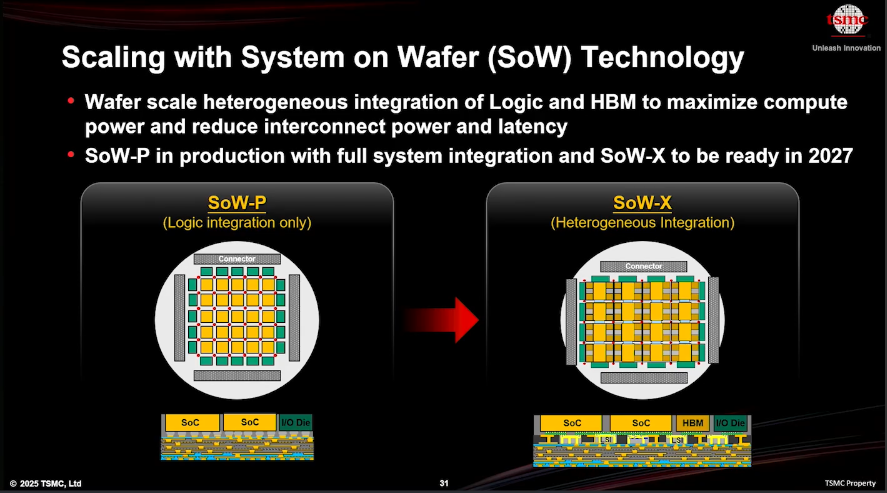 tsmc
Unleash Innovation
Scaling with System on Wafer (SoW) Technology
• Wafer scale heterogeneous integration of Logic and HBM to maximize compute
power and reduce interconnect power and latency
• SoW-P in production with full system integration and SoW-X to be ready in 2027
SoW-P
(Logic integration only)
Connector
SoC SoC I/O Die
SoW-X
(Heterogeneous Integration)
Connector
SoC SoC HBM I/O Die
LSI LSI
© 2025 TSMC, Ltd
31
TSMC Property